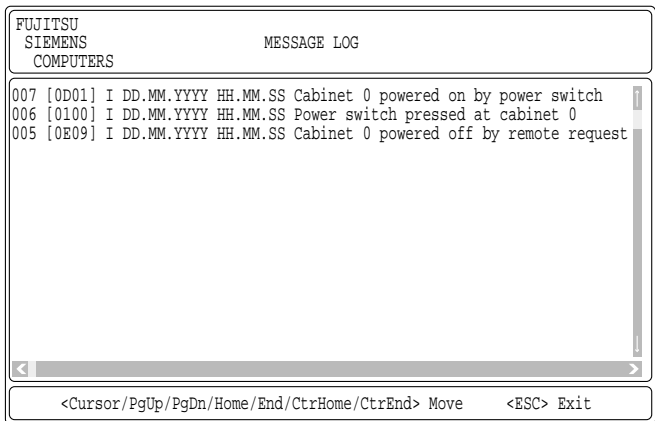 FUJITSU
SIEMENS MESSAGE LOG
COMPUTERS
007 [0D01] I DD.MM.YYYY HH.MM.SS Cabinet 0 powered on by power switch
006 [0100] I DD.MM.YYYY HH.MM.SS Power switch pressed at cabinet 0
005 [0E09] I DD.MM.YYYY HH.MM.SS Cabinet 0 powered off by remote request
<Cursor/PgUp/PgDn/Home/End/CtrHome/CtrEnd> Move <ESC> Exit